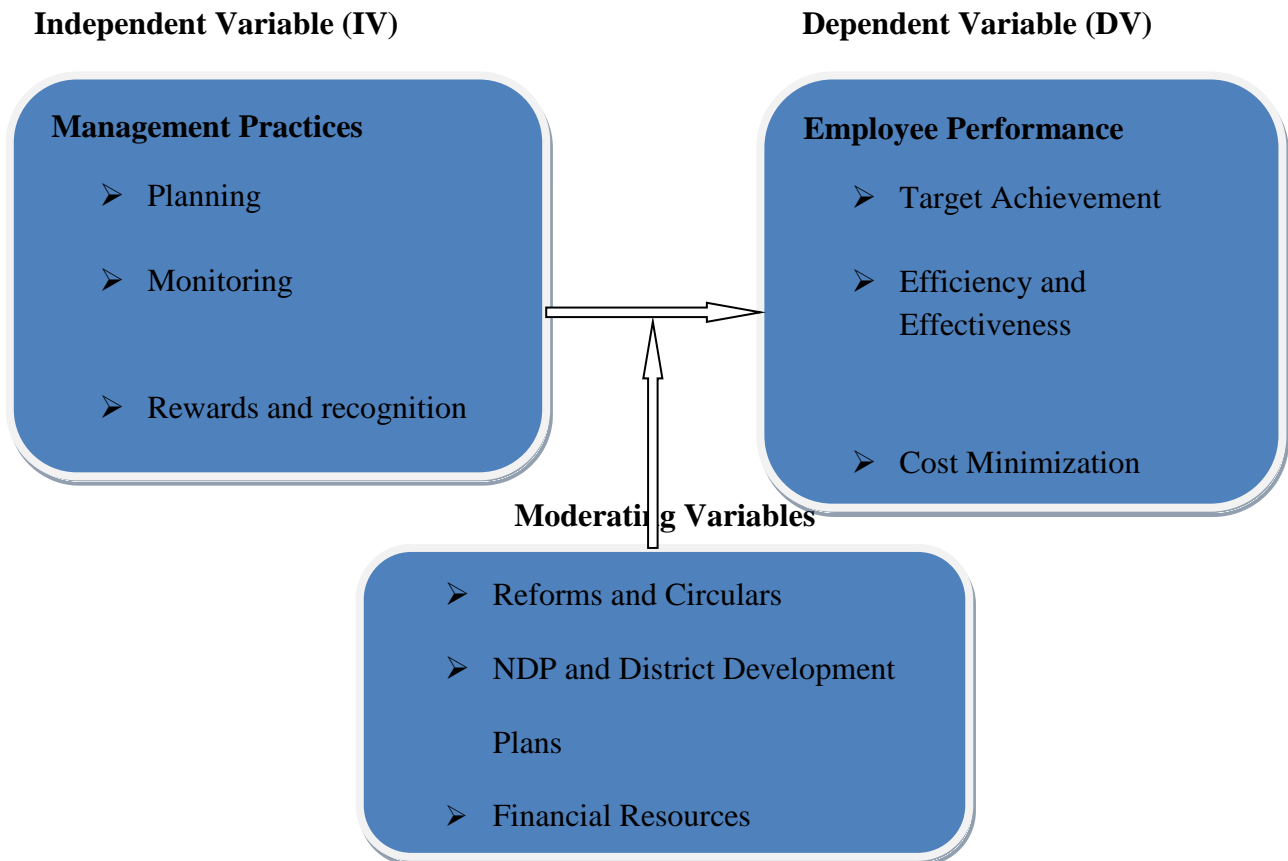 Independent Variable (IV)
Dependent Variable (DV)
Management Practices
➢ Planning
➢ Monitoring
➢ Rewards and recognition
Employee Performance
➢ Target Achievement
➢ Efficiency and
Effectiveness
➢ Cost Minimization
Moderating Variables
➢ Reforms and Circulars
➢ NDP and District Development
Plans
➢ Financial Resources